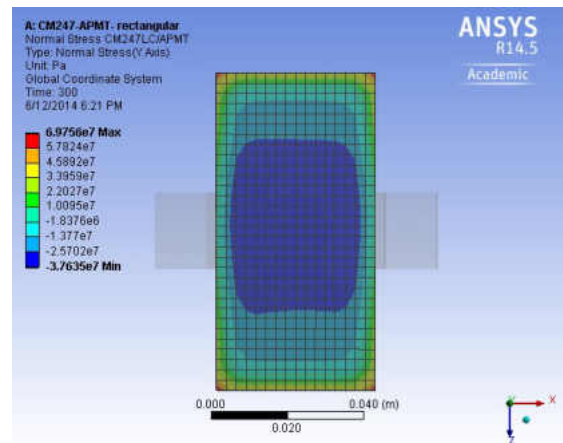 A: CM247-APMT- rectangular
Normal Stress CM247LC/APMT
Type: Normal Stress(Y Axis)
Unit: Pa
Global Coordinate System
Time: 300
6/12/2014 6:21 PM
6.9756e7 Max
5.7824e7
4.5892e7
3.3959e7
2.2027e7
1.0095e7
-1.8376e6
-1.377e7
-2.5702e7
-3.7635e7 Min
ANSYS
R14.5
Academic
0.000
0.040 (m)
0.020
Y
X
Z